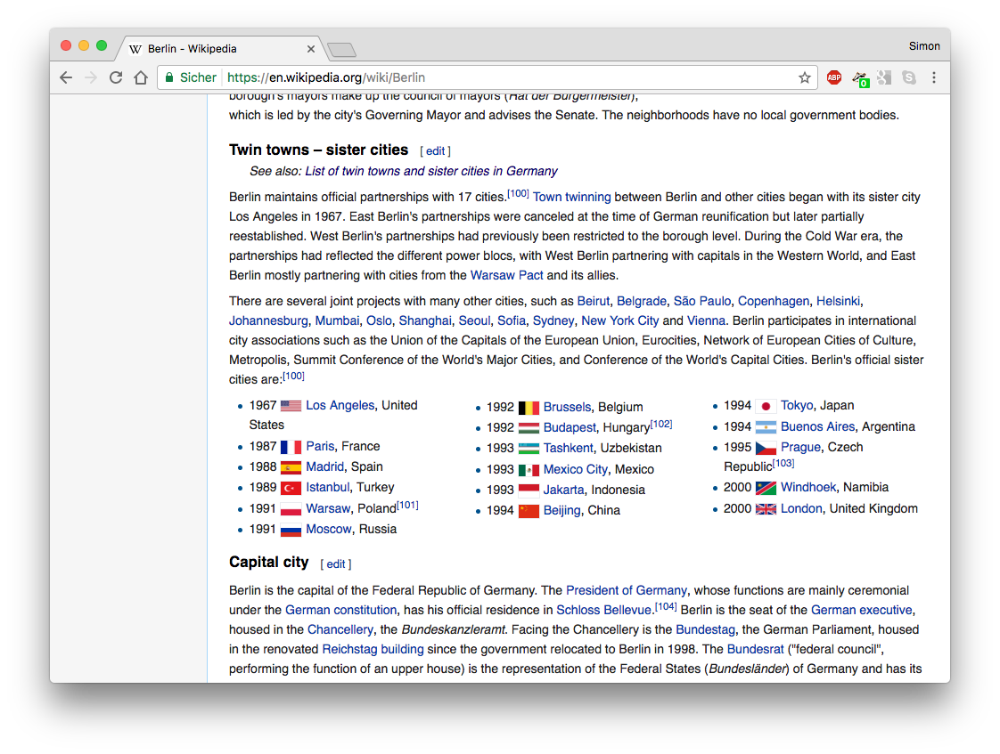 Berlin - Wikipedia
Simon
Sicher https://en.wikipedia.org/wiki/Berlin
ABP
0
borough's mayors make up the council of mayors (Rat der Bürgermeister),
which is led by the city's Governing Mayor and advises the Senate. The neighborhoods have no local government bodies.
Twin towns – sister cities [ edit ]
See also: List of twin towns and sister cities in Germany
Berlin maintains official partnerships with 17 cities.[100] Town twinning between Berlin and other cities began with its sister city
Los Angeles in 1967. East Berlin's partnerships were canceled at the time of German reunification but later partially
reestablished. West Berlin's partnerships had previously been restricted to the borough level. During the Cold War era, the
partnerships had reflected the different power blocs, with West Berlin partnering with capitals in the Western World, and East
Berlin mostly partnering with cities from the Warsaw Pact and its allies.
There are several joint projects with many other cities, such as Beirut, Belgrade, São Paulo, Copenhagen, Helsinki,
Johannesburg, Mumbai, Oslo, Shanghai, Seoul, Sofia, Sydney, New York City and Vienna. Berlin participates in international
city associations such as the Union of the Capitals of the European Union, Eurocities, Network of European Cities of Culture,
Metropolis, Summit Conference of the World's Major Cities, and Conference of the World's Capital Cities. Berlin's official sister
cities are:[100]
1967 Los Angeles, United
States
1987 Paris, France
1988 Madrid, Spain
1989 Istanbul, Turkey
1991 Warsaw, Poland[101]
1991 Moscow, Russia
1992 Brussels, Belgium
1992 Budapest, Hungary[102]
1993 Tashkent, Uzbekistan
1993 Mexico City, Mexico
1993 Jakarta, Indonesia
1994 Beijing, China
1994 Tokyo, Japan
1994 Buenos Aires, Argentina
1995 Prague, Czech
Republic[103]
2000 Windhoek, Namibia
2000 London, United Kingdom
Capital city [ edit ]
Berlin is the capital of the Federal Republic of Germany. The President of Germany, whose functions are mainly ceremonial
under the German constitution, has his official residence in Schloss Bellevue.[104] Berlin is the seat of the German executive,
housed in the Chancellery, the Bundeskanzleramt. Facing the Chancellery is the Bundestag, the German Parliament, housed
in the renovated Reichstag building since the government relocated to Berlin in 1998. The Bundesrat ("federal council",
performing the function of an upper house) is the representation of the Federal States (Bundesländer) of Germany and has its